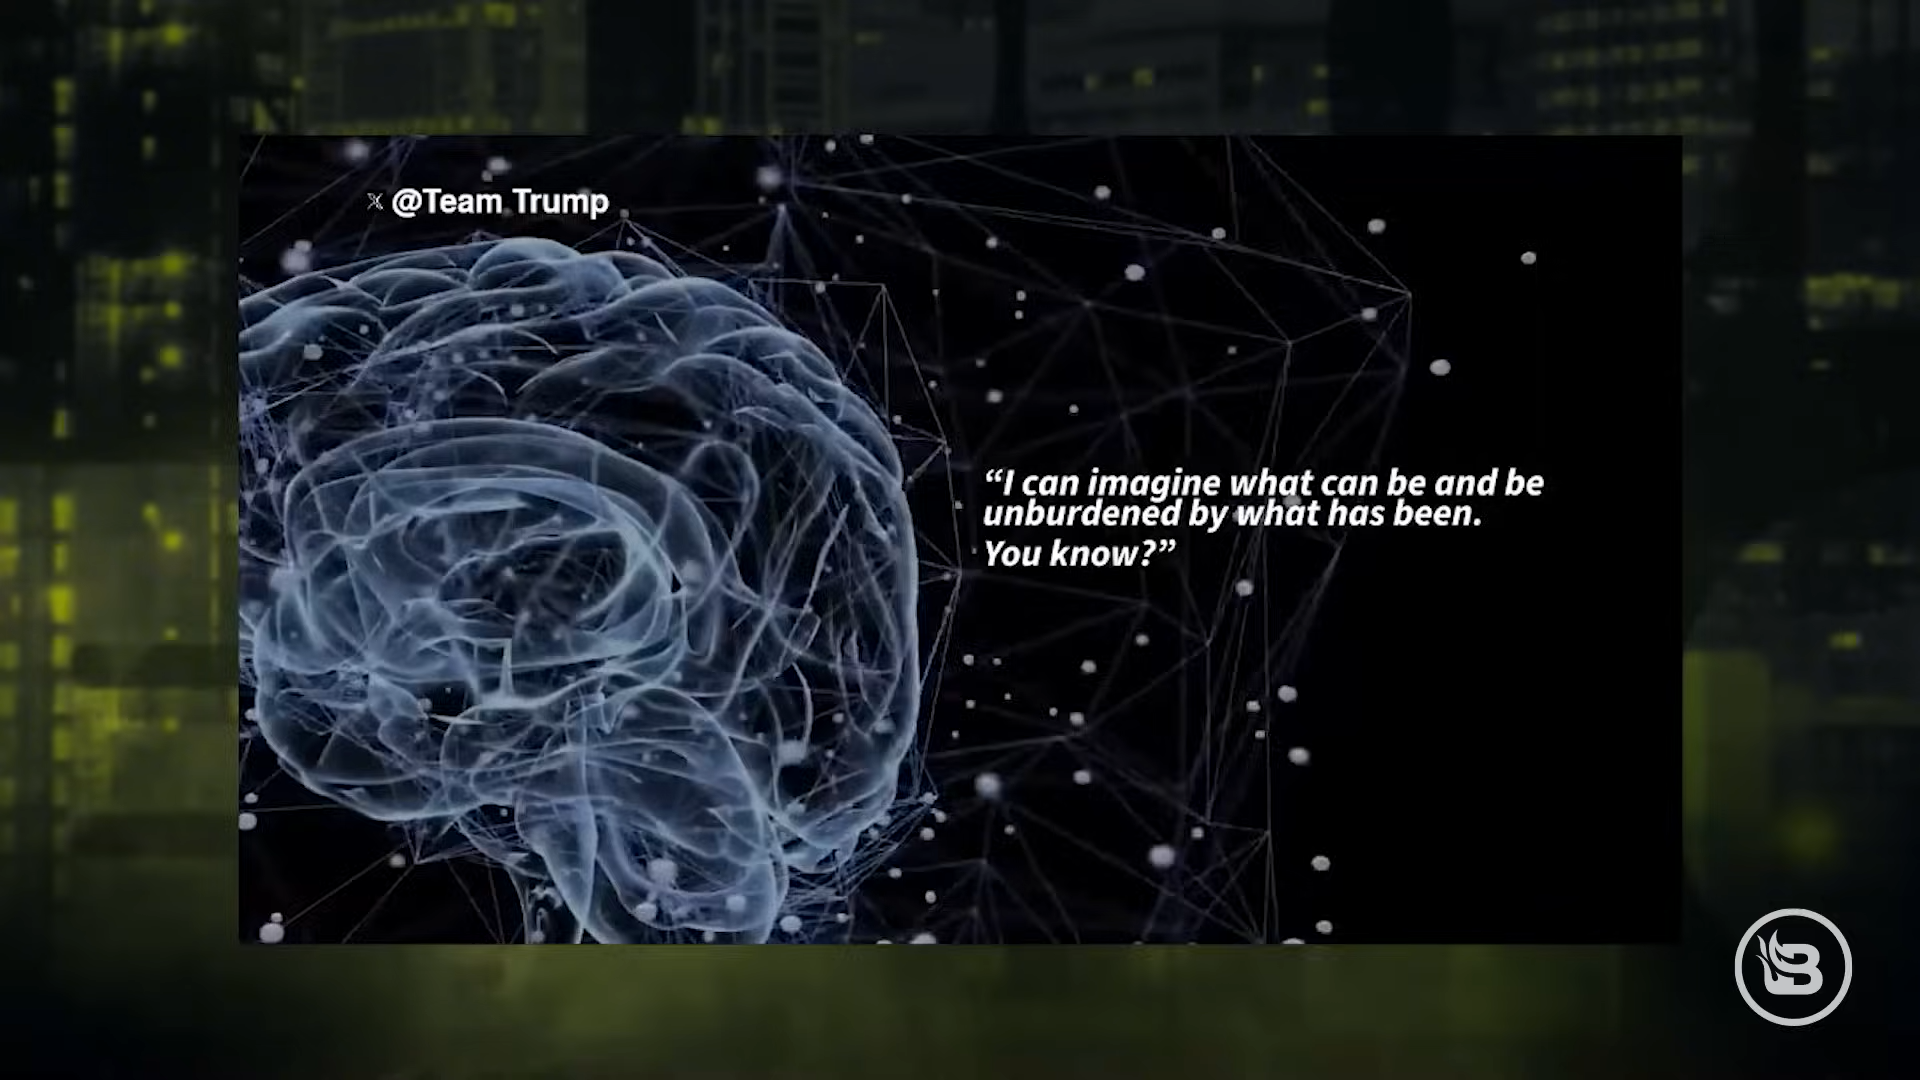 X @Team Trump
“I can imagine what can be and be
unburdened by what has been.
You know?”
B